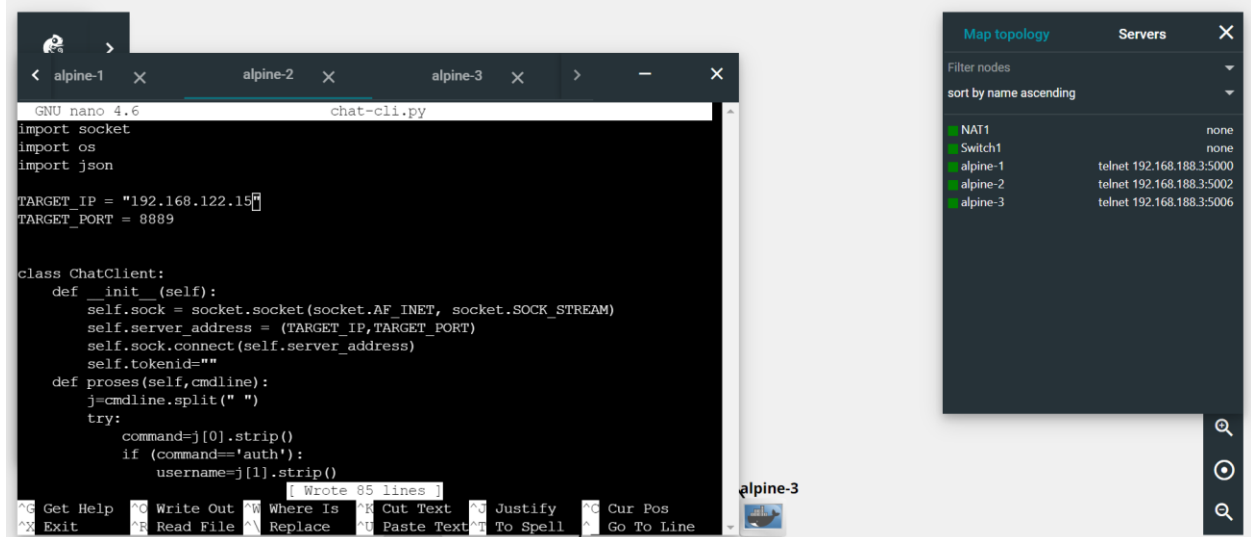 alpine-1 alpine-2 alpine-3
GNU nano 4.6 chat-cli.py
import socket
import os
import json
TARGET_IP = "192.168.122.15"
TARGET_PORT = 8889
class ChatClient:
def __init__(self):
self.sock = socket.socket(socket.AF_INET, socket.SOCK_STREAM)
self.server_address = (TARGET_IP,TARGET_PORT)
self.sock.connect(self.server_address)
self.tokenid=""
def proses(self,cmdline):
j=cmdline.split(" ")
try:
command=j[0].strip()
if (command=='auth'):
username=j[1].strip()
[ Wrote 85 lines ]
^G Get Help ^O Write Out ^W Where Is ^K Cut Text ^J Justify ^C Cur Pos
^X Exit ^R Read File ^\ Replace ^U Paste Text ^T To Spell ^_ Go To Line
alpine-3
Map topology Servers
Filter nodes
sort by name ascending
NAT1 none
Switch1 none
alpine-1 telnet 192.168.188.3:5000
alpine-2 telnet 192.168.188.3:5002
alpine-3 telnet 192.168.188.3:5006